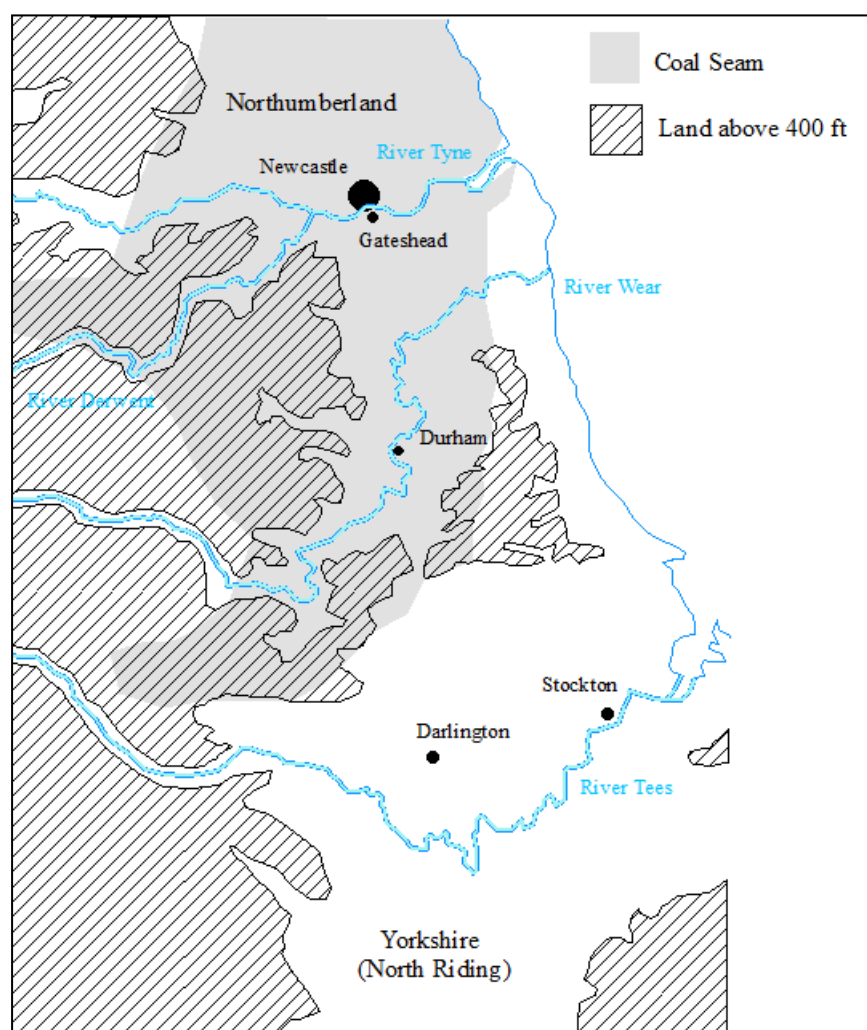 Coal Seam
Land above 400 ft
Northumberland
River Tyne
Newcastle
Gateshead
River Wear
River Derwent
Durham
Stockton
Darlington
River Tees
Yorkshire
(North Riding)